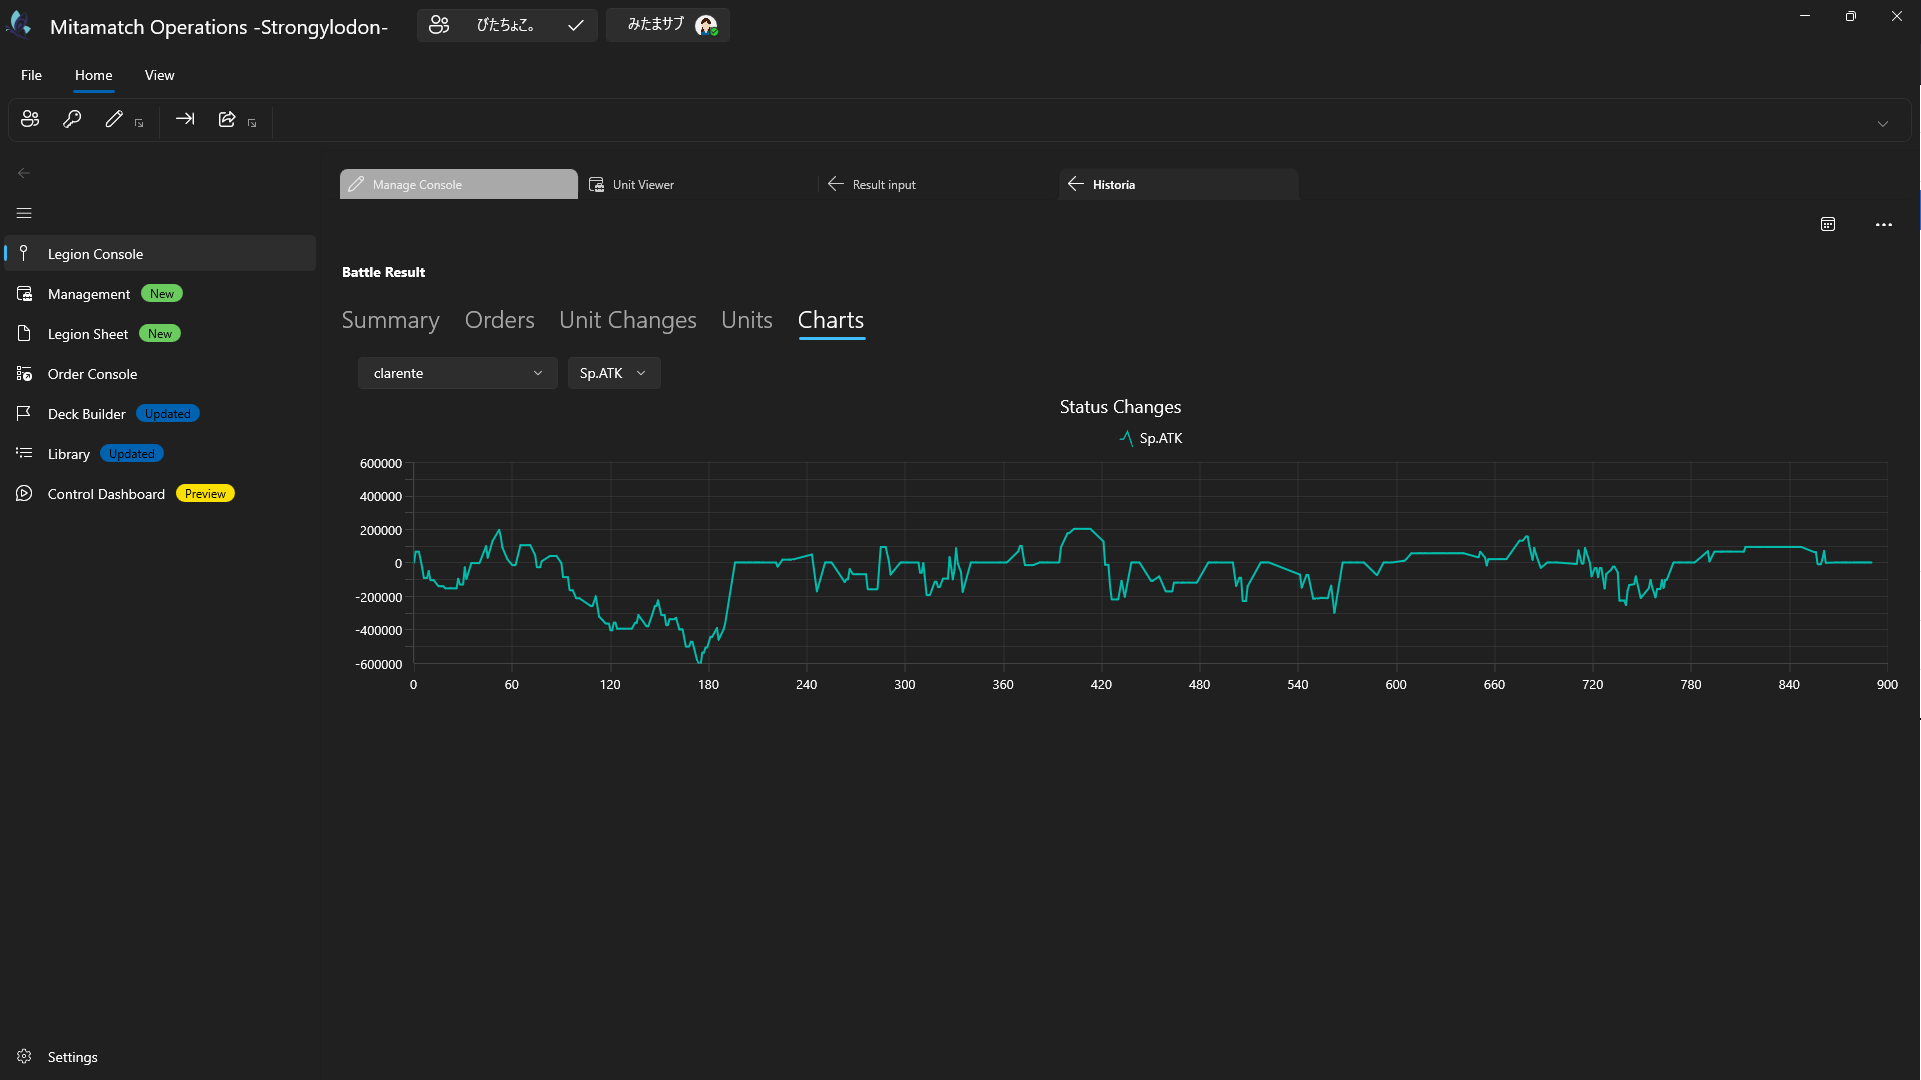 Mitamatch Operations -Strongylodon-
ぴたちょこ。
みたまサブ
File
Home
View
Manage Console
Unit Viewer
Result input
Historia
Legion Console
Management New
Legion Sheet New
Order Console
Deck Builder Updated
Library Updated
Control Dashboard Preview
Settings
Battle Result
Summary
Orders
Unit Changes
Units
Charts
clarente
Sp.ATK
Status Changes
Sp.ATK
600000
400000
200000
0
-200000
-400000
-600000
0 60 120 180 240 300 360 420 480 540 600 660 720 780 840 900